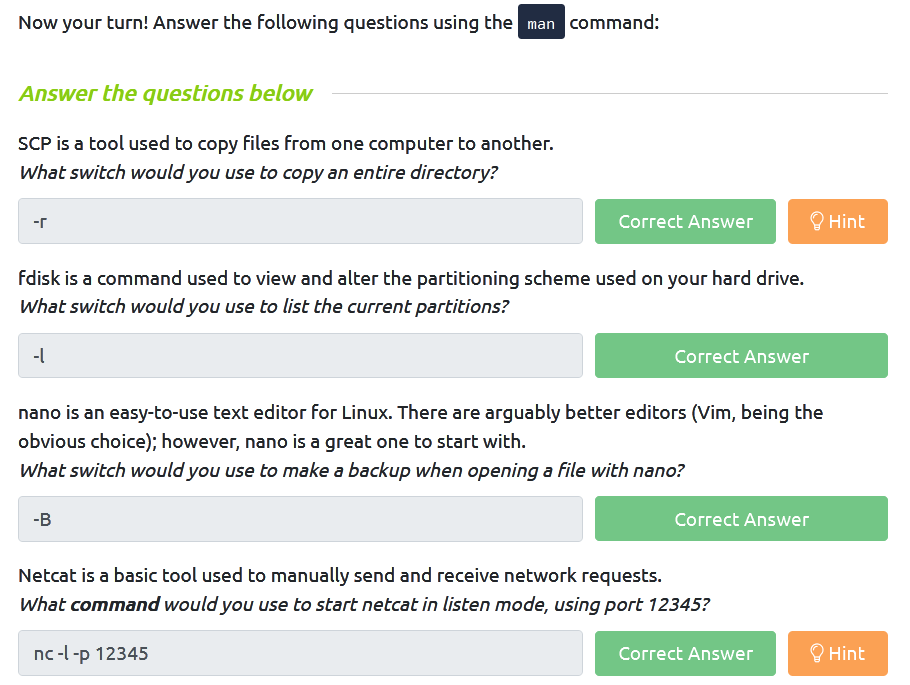 Now your turn! Answer the following questions using the man command:
Answer the questions below
SCP is a tool used to copy files from one computer to another.
What switch would you use to copy an entire directory?
-r Correct Answer Hint
fdisk is a command used to view and alter the partitioning scheme used on your hard drive.
What switch would you use to list the current partitions?
-l Correct Answer
nano is an easy-to-use text editor for Linux. There are arguably better editors (Vim, being the
obvious choice); however, nano is a great one to start with.
What switch would you use to make a backup when opening a file with nano?
-B Correct Answer
Netcat is a basic tool used to manually send and receive network requests.
What command would you use to start netcat in listen mode, using port 12345?
nc -l -p 12345 Correct Answer Hint